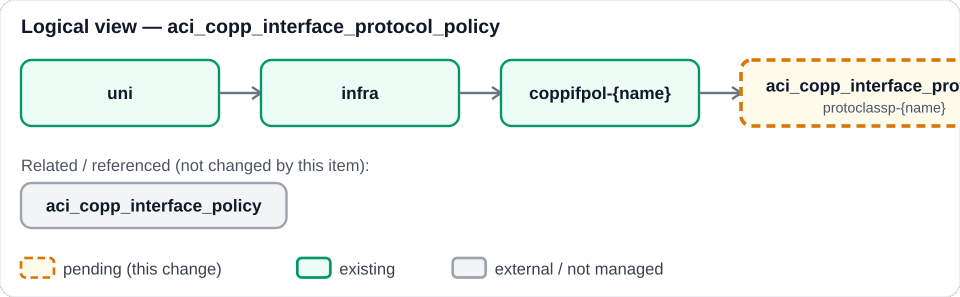 Logical view — aci_copp_interface_protocol_policy
uni
infra
coppifpol-{name}
aci_copp_interface_pro
protoclassp-{name}
Related / referenced (not changed by this item):
aci_copp_interface_policy
pending (this change)
existing
external / not managed